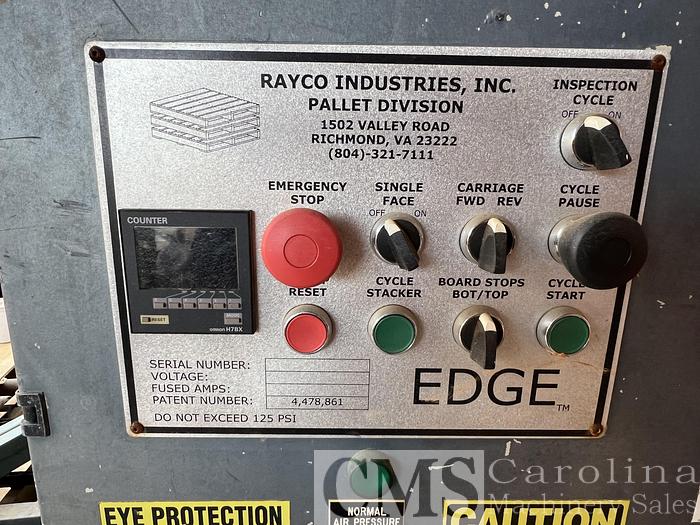 RAYCO INDUSTRIES, INC.
PALLET DIVISION
1502 VALLEY ROAD
RICHMOND, VA 23222
(804)-321-7111
INSPECTION
CYCLE
OFF ON
EMERGENCY
STOP
SINGLE
FACE
OFF ON
CARRIAGE
FWD REV
CYCLE
PAUSE
COUNTER
RESET
MODE
omron H7BX
RESET
CYCLE
STACKER
BOARD STOPS
BOT/TOP
CYCLE
START
SERIAL NUMBER:
VOLTAGE:
FUSED AMPS:
PATENT NUMBER: 4,478,861
DO NOT EXCEED 125 PSI
EDGE TM
EYE PROTECTION
NORMAL
AIR PRESSURE
CAUTION
CMS Carolina
Machinery Sales